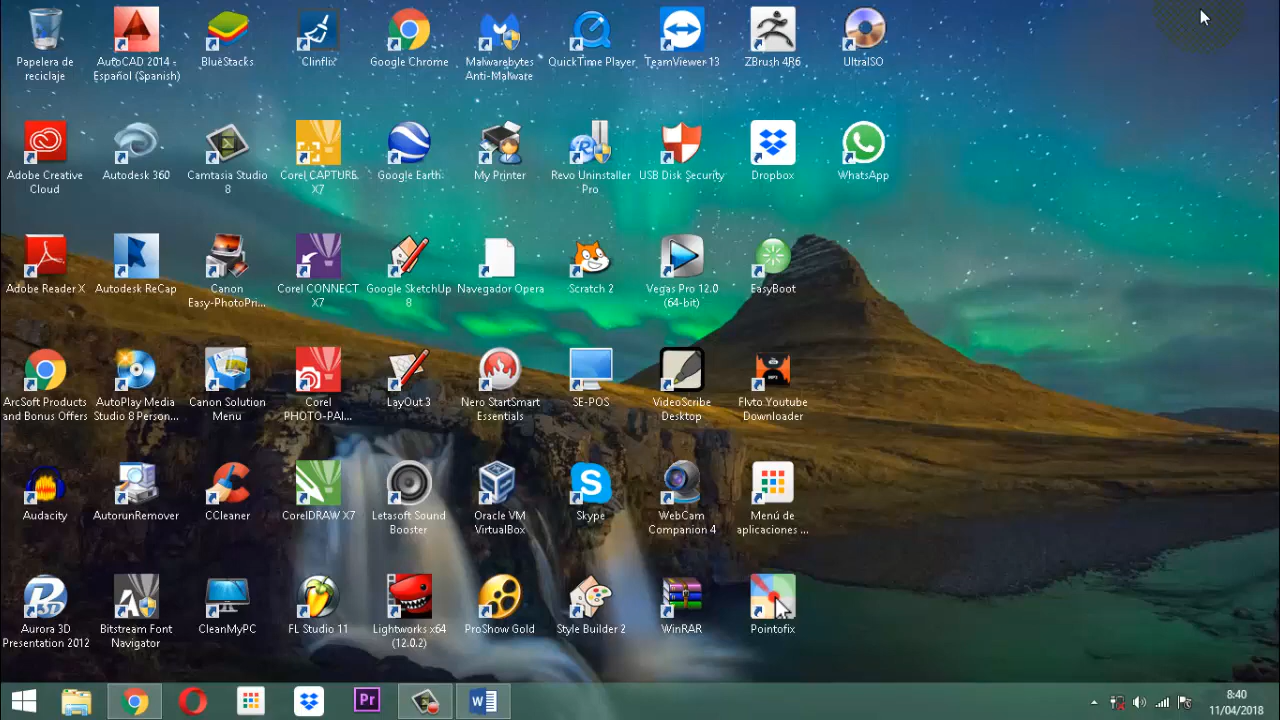 Papelera de
reciclaje
AutoCAD 2014 -
Español (Spanish)
BlueStacks
Clinflix
Google Chrome
Malwarebytes
Anti-Malware
QuickTime Player
TeamViewer 13
ZBrush 4R6
UltraISO
Adobe Creative
Cloud
Autodesk 360
Camtasia Studio
8
Corel CAPTURE
X7
Google Earth
My Printer
Revo Uninstaller
Pro
USB Disk Security
Dropbox
WhatsApp
Adobe Reader X
Autodesk ReCap
Canon
Easy-PhotoPri...
Corel CONNECT
X7
Google SketchUp
8
Navegador Opera
Scratch 2
Vegas Pro 12.0
(64-bit)
EasyBoot
ArcSoft Products
and Bonus Offers
AutoPlay Media
Studio 8 Person...
Canon Solution
Menu
Corel
PHOTO-PAI...
LayOut 3
Nero StartSmart
Essentials
SE-POS
VideoScribe
Desktop
Flvto Youtube
Downloader
Audacity
AutorunRemover
CCleaner
CorelDRAW X7
Letasoft Sound
Booster
Oracle VM
VirtualBox
Skype
WebCam
Companion 4
Menú de
aplicaciones ...
Aurora 3D
Presentation 2012
Bitstream Font
Navigator
CleanMyPC
FL Studio 11
Lightworks x64
(12.0.2)
ProShow Gold
Style Builder 2
WinRAR
Pointofix
Pr
W
8:40
11/04/2018